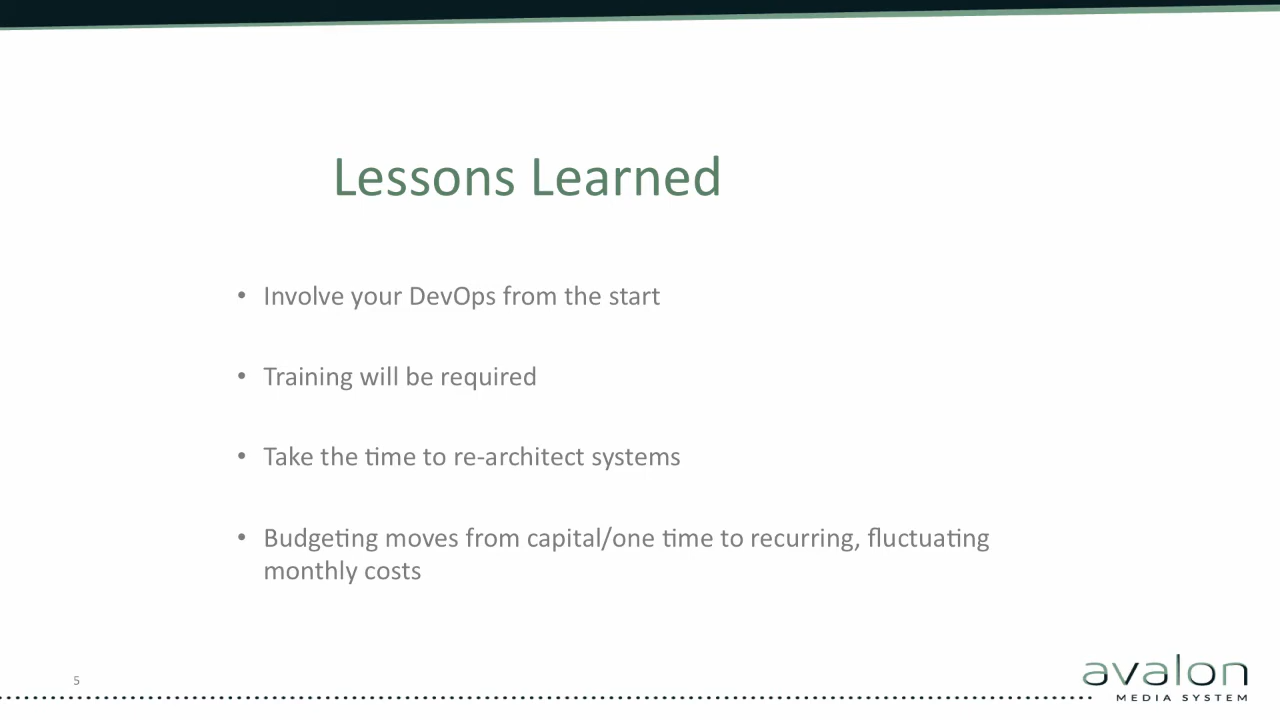 Lessons Learned
• Involve your DevOps from the start
• Training will be required
• Take the time to re-architect systems
• Budgeting moves from capital/one time to recurring, fluctuating
monthly costs
5
avalon
MEDIA SYSTEM